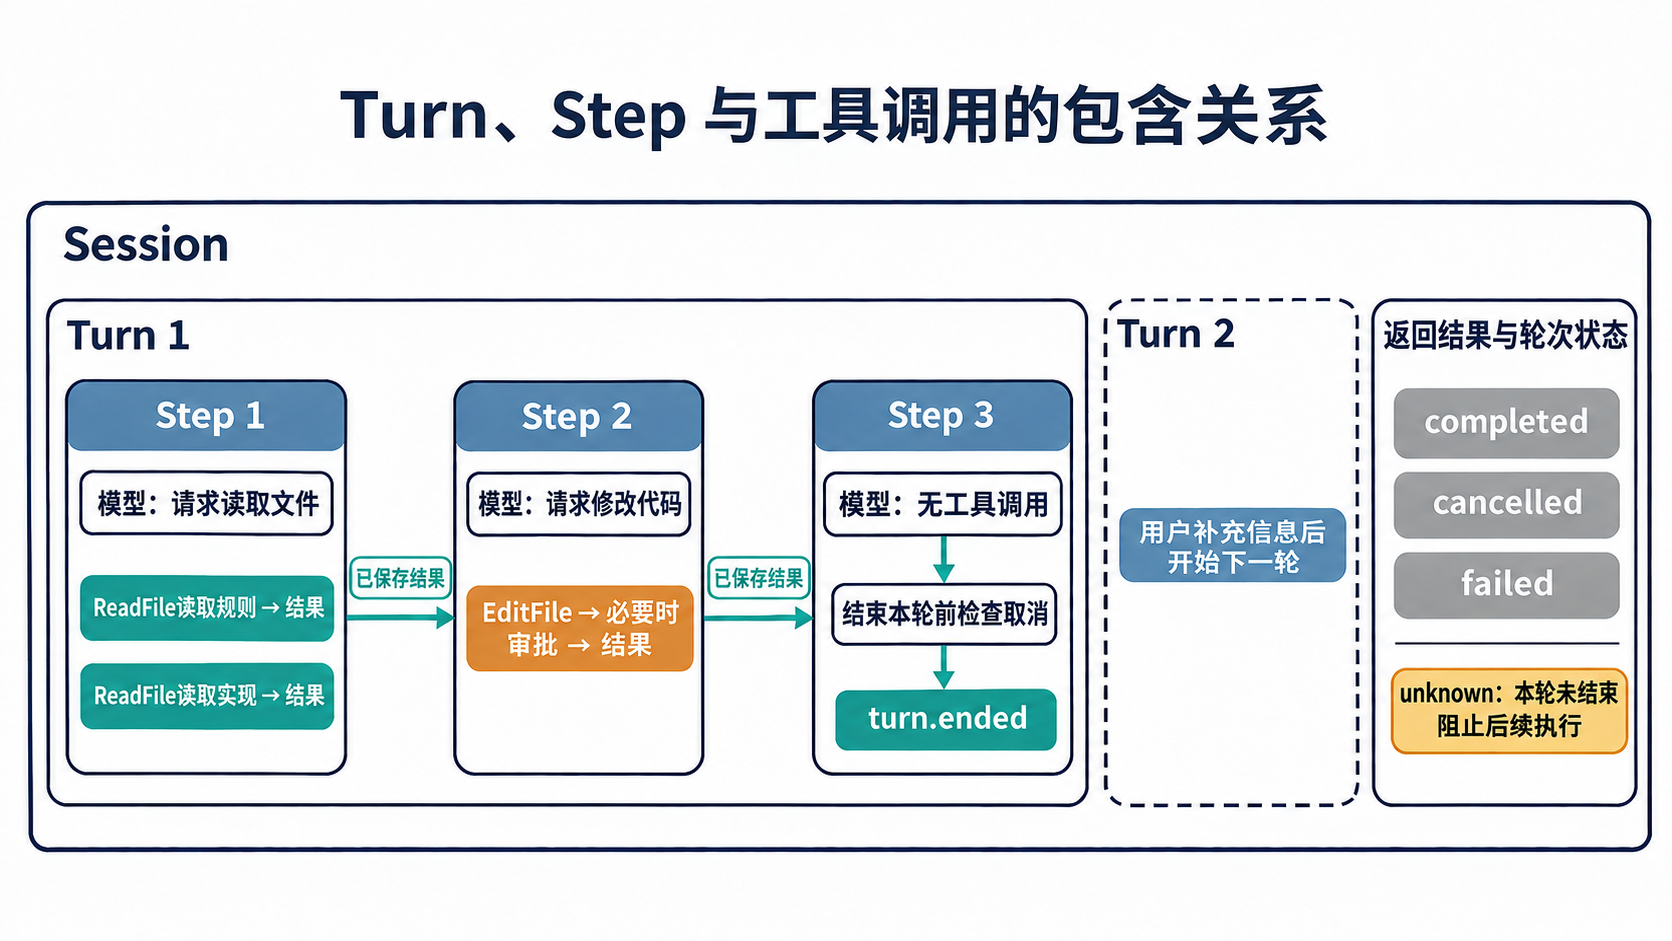 Turn、Step 与工具调用的包含关系
Session
Turn 1
Step 1
模型：请求读取文件
ReadFile读取规则 → 结果
ReadFile读取实现 → 结果
已保存结果
Step 2
模型：请求修改代码
EditFile → 必要时
审批 → 结果
已保存结果
Step 3
模型：无工具调用
结束本轮前检查取消
turn.ended
Turn 2
用户补充信息后
开始下一轮
返回结果与轮次状态
completed
cancelled
failed
unknown：本轮未结束
阻止后续执行